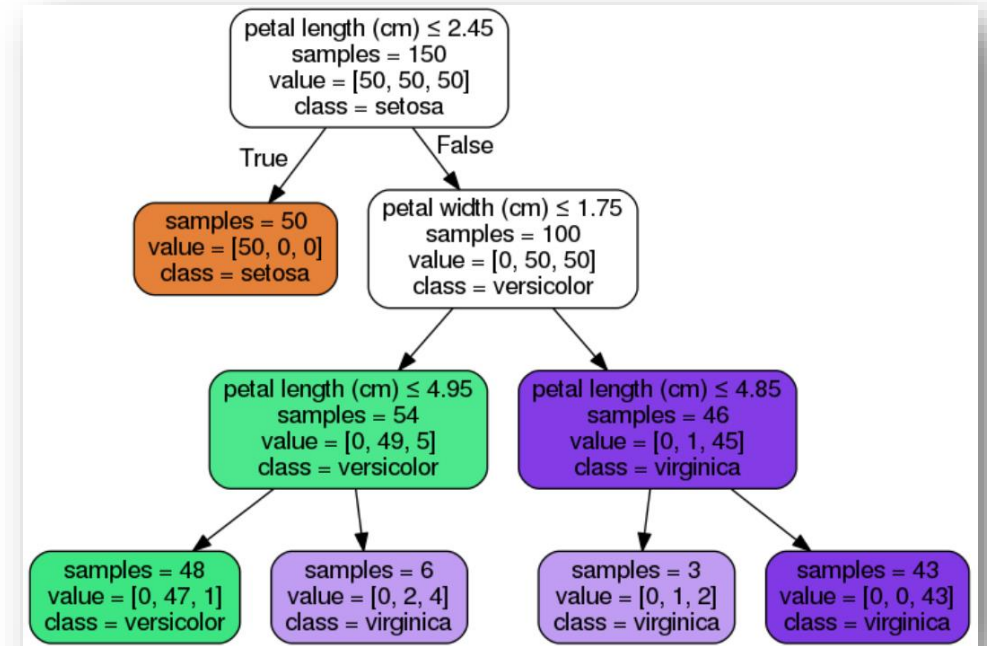 petal length (cm) ≤ 2.45
samples = 150
value = [50, 50, 50]
class = setosa
True
False
samples = 50
value = [50, 0, 0]
class = setosa
petal width (cm) ≤ 1.75
samples = 100
value = [0, 50, 50]
class = versicolor
petal length (cm) ≤ 4.95
samples = 54
value = [0, 49, 5]
class = versicolor
petal length (cm) ≤ 4.85
samples = 46
value = [0, 1, 45]
class = virginica
samples = 48
value = [0, 47, 1]
class = versicolor
samples = 6
value = [0, 2, 4]
class = virginica
samples = 3
value = [0, 1, 2]
class = virginica
samples = 43
value = [0, 0, 43]
class = virginica